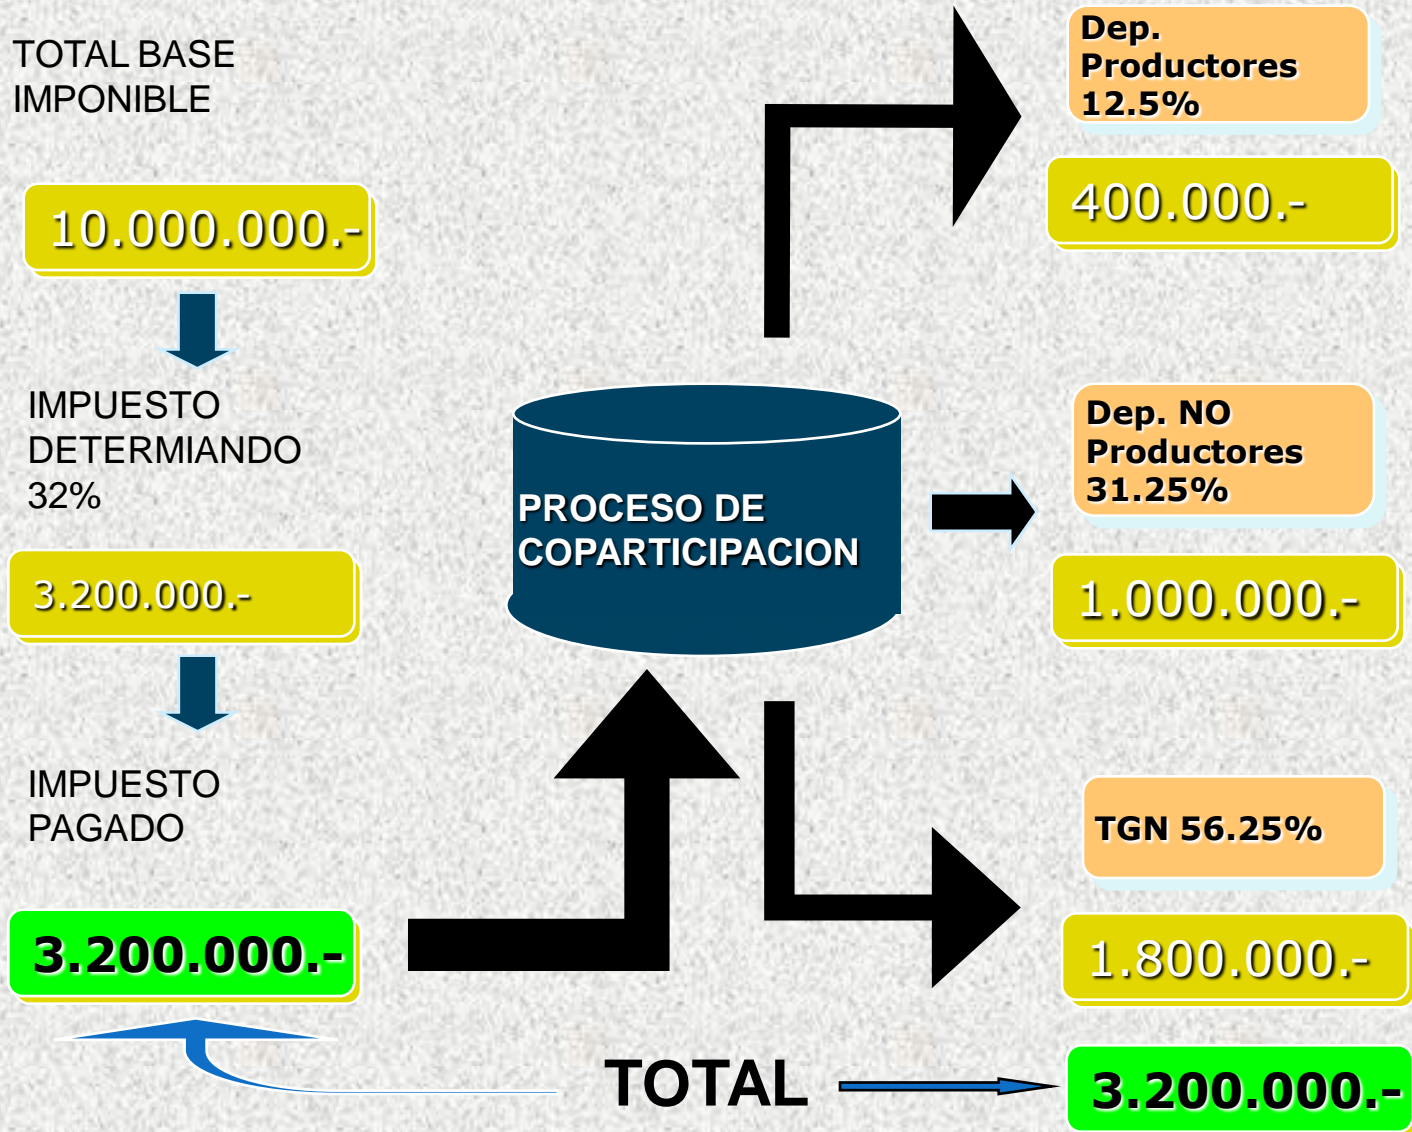 TOTAL BASE
IMPONIBLE
10.000.000.-
IMPUESTO
DETERMIANDO
32%
3.200.000.-
IMPUESTO
PAGADO
3.200.000.-
PROCESO DE
COPARTICIPACION
Dep.
Productores
12.5%
400.000.-
Dep. NO
Productores
31.25%
1.000.000.-
TGN 56.25%
1.800.000.-
TOTAL
3.200.000.-